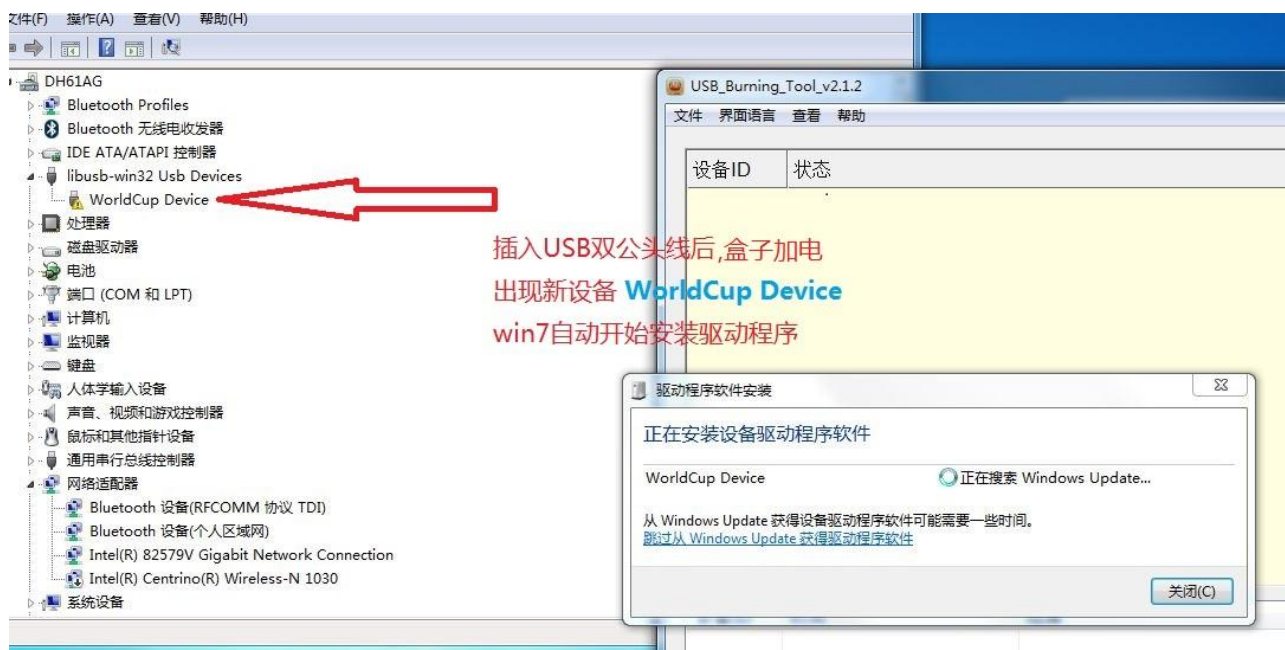 文件(F) 操作(A) 查看(V) 帮助(H)
DH61AG
Bluetooth Profiles
Bluetooth 无线电收发器
IDE ATA/ATAPI 控制器
libusb-win32 Usb Devices
WorldCup Device
处理器
磁盘驱动器
电池
端口 (COM 和 LPT)
计算机
监视器
键盘
人体学输入设备
声音、视频和游戏控制器
鼠标和其他指针设备
通用串行总线控制器
网络适配器
Bluetooth 设备(RFCOMM 协议 TDI)
Bluetooth 设备(个人区域网)
Intel(R) 82579V Gigabit Network Connection
Intel(R) Centrino(R) Wireless-N 1030
系统设备
USB_Burning_Tool_v2.1.2
文件 界面语言 查看 帮助
设备ID 状态
插入USB双公头线后,盒子加电
出现新设备 WorldCup Device
win7自动开始安装驱动程序
驱动程序软件安装
正在安装设备驱动程序软件
WorldCup Device 正在搜索 Windows Update...
从 Windows Update 获得设备驱动程序软件可能需要一些时间。
跳过从 Windows Update 获得驱动程序软件
关闭(C)